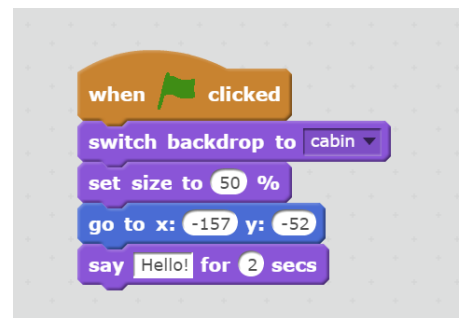 when clicked
switch backdrop to cabin
set size to 50 %
go to x: -157 y: -52
say Hello! for 2 secs